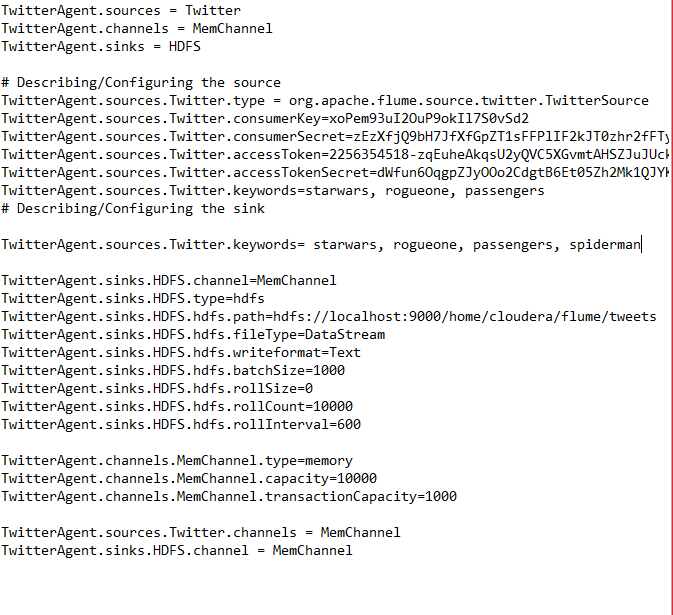 TwitterAgent.sources = Twitter
TwitterAgent.channels = MemChannel
TwitterAgent.sinks = HDFS
# Describing/Configuring the source
TwitterAgent.sources.Twitter.type = org.apache.flume.source.twitter.TwitterSource
TwitterAgent.sources.Twitter.consumerKey=xoPem93uI2OuP9okIl7S0vSd2
TwitterAgent.sources.Twitter.consumerSecret=zEzXfjQ9bH7JfXfGpZT1sFFPlIF2kJT0zhr2fFTy
TwitterAgent.sources.Twitter.accessToken=2256354518-zqEuheAkqsU2yQVC5XGvmtAHSZJuJUck
TwitterAgent.sources.Twitter.accessTokenSecret=dWfun6OqgpZJyOOo2CdgtB6Et05Zh2Mk1QJYK
TwitterAgent.sources.Twitter.keywords=starwars, rogueone, passengers
# Describing/Configuring the sink
TwitterAgent.sources.Twitter.keywords= starwars, rogueone, passengers, spiderman
TwitterAgent.sinks.HDFS.channel=MemChannel
TwitterAgent.sinks.HDFS.type=hdfs
TwitterAgent.sinks.HDFS.hdfs.path=hdfs://localhost:9000/home/cloudera/flume/tweets
TwitterAgent.sinks.HDFS.hdfs.fileType=DataStream
TwitterAgent.sinks.HDFS.hdfs.writeformat=Text
TwitterAgent.sinks.HDFS.hdfs.batchSize=1000
TwitterAgent.sinks.HDFS.hdfs.rollSize=0
TwitterAgent.sinks.HDFS.hdfs.rollCount=10000
TwitterAgent.sinks.HDFS.hdfs.rollInterval=600
TwitterAgent.channels.MemChannel.type=memory
TwitterAgent.channels.MemChannel.capacity=10000
TwitterAgent.channels.MemChannel.transactionCapacity=1000
TwitterAgent.sources.Twitter.channels = MemChannel
TwitterAgent.sinks.HDFS.channel = MemChannel